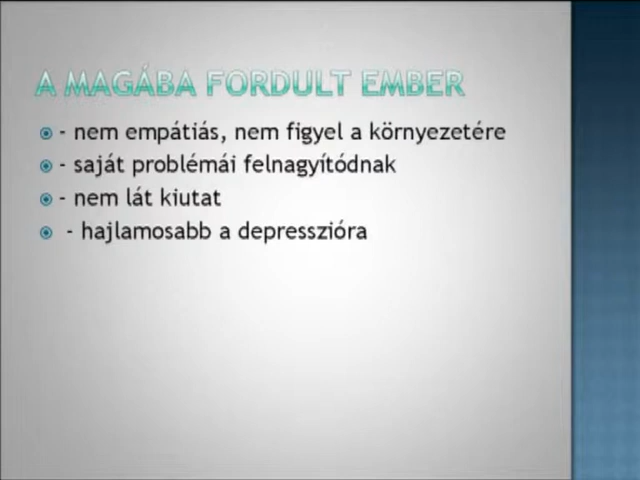 A MAGÁBA FORDULT EMBER
- nem empátiás, nem figyel a környezetére
- saját problémái felnagyítódnak
- nem lát kiutat
- hajlamosabb a depresszióra